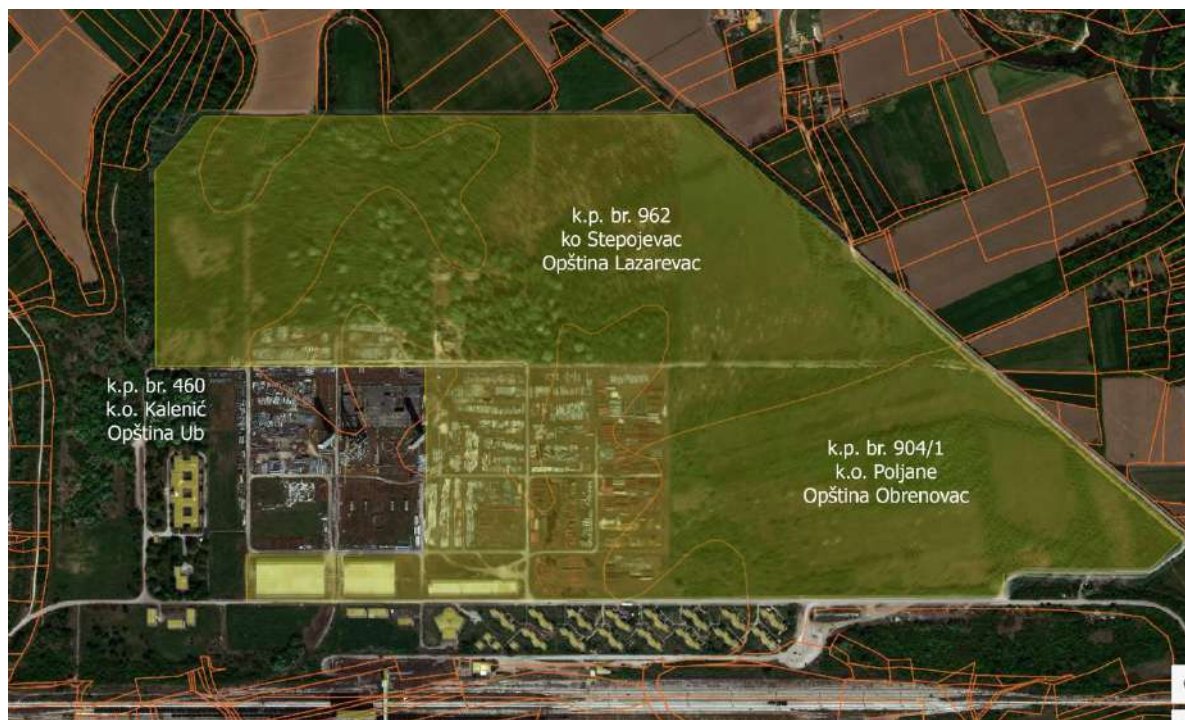 k.p. br. 962
ko Stepojevac
Opština Lazarevac
k.p. br. 460
k.o. Kalenić
Opština Ub
k.p. br. 904/1
k.o. Poljane
Opština Obrenovac